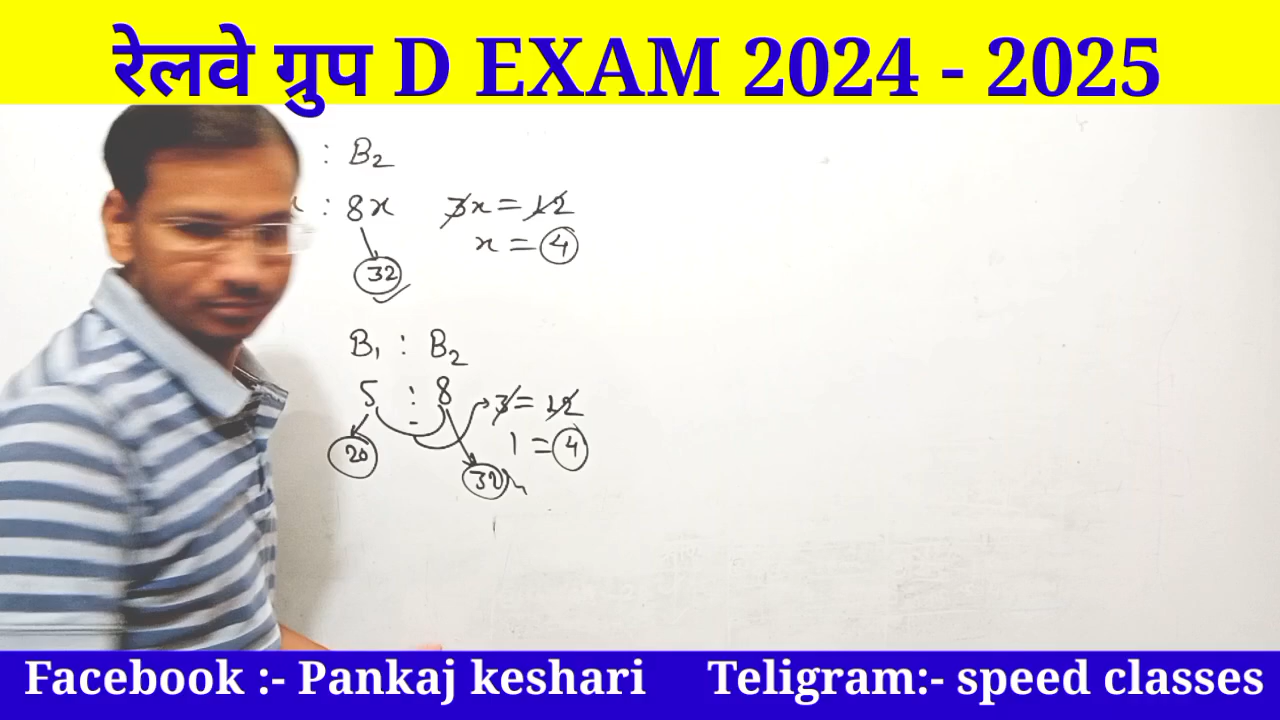 रेलवे ग्रुप D EXAM 2024 - 2025
: B₂
: 8x 3x = 12
x = 4
32
B₁ : B₂
5 : 8 3 = 12
-
20 1 = 4
32
Facebook :- Pankaj keshari Teligram:- speed classes